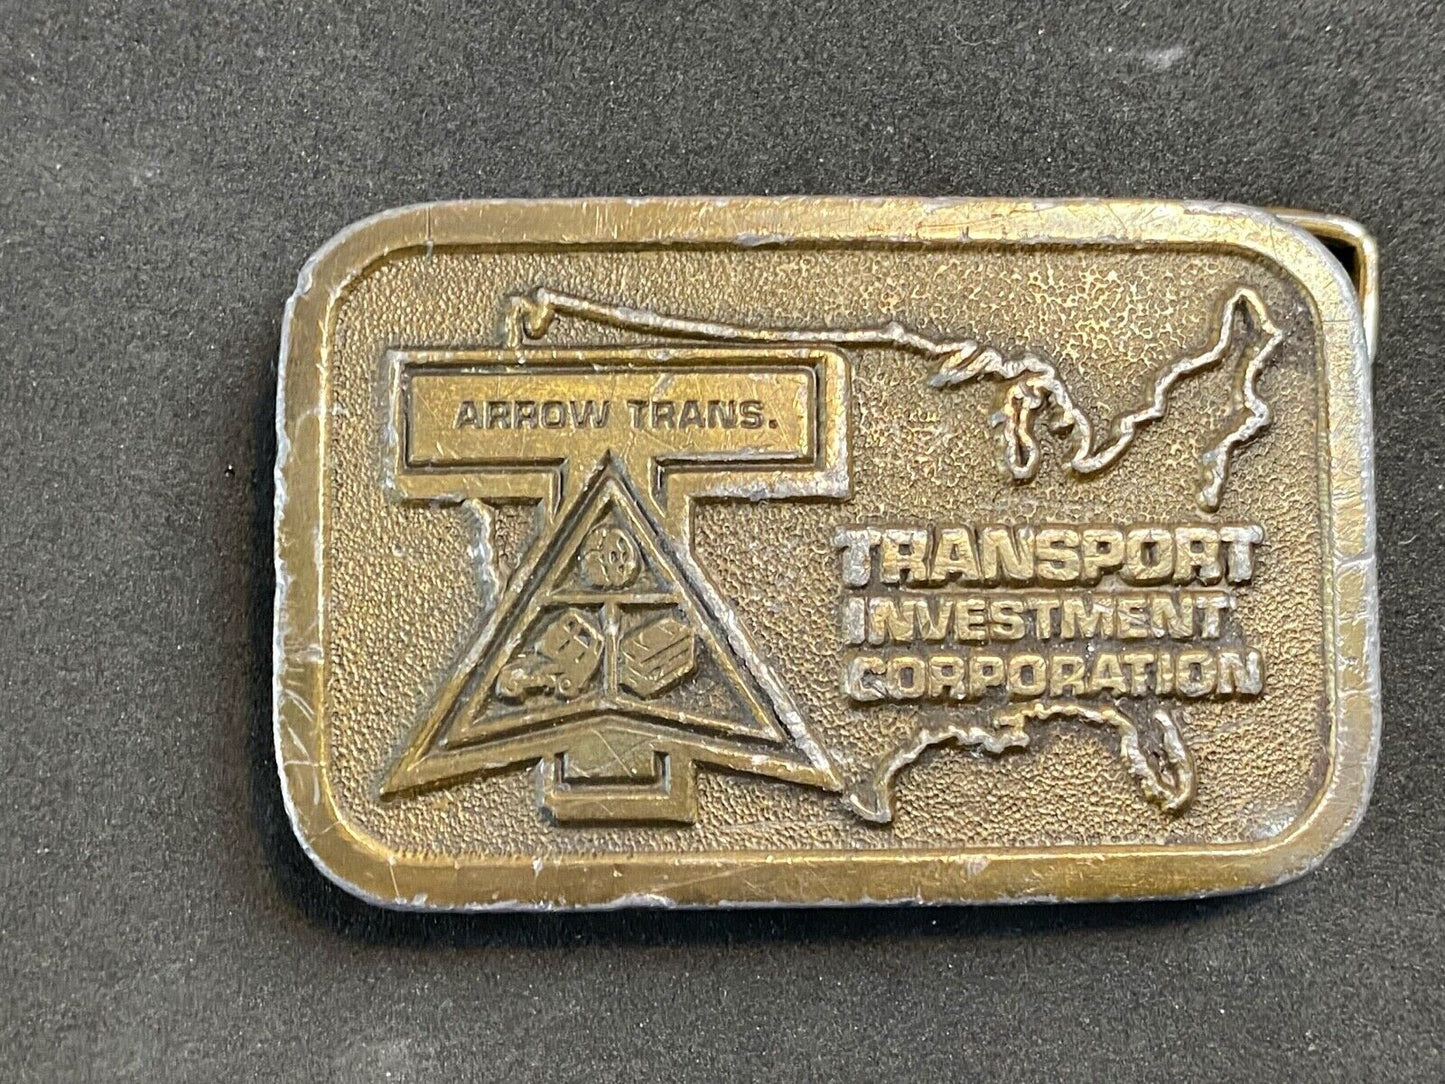 ARROW TRANS.
TRANSPORT
INVESTMENT
CORPORATION